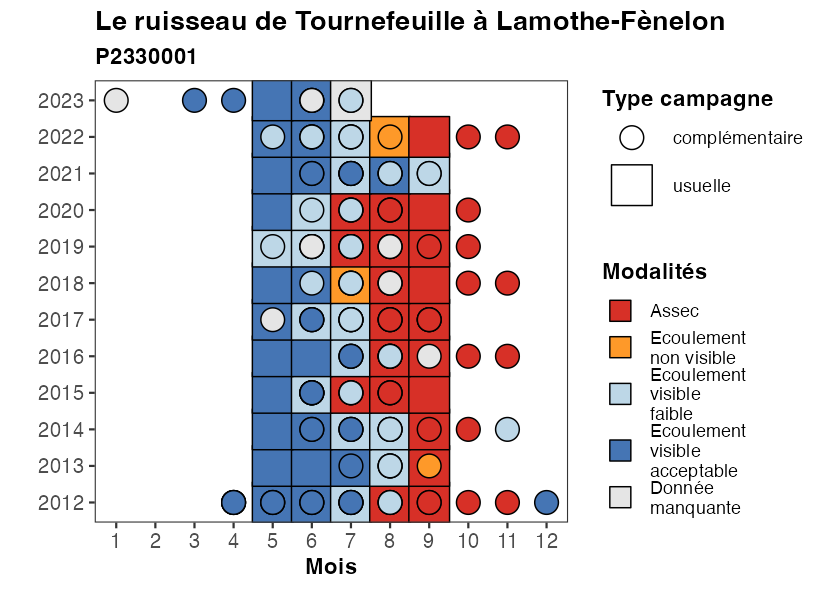 Le ruisseau de Tournefeuille à Lamothe-Fènelon
P2330001
2023
2022
2021
2020
2019
2018
2017
2016
2015
2014
2013
2012
1 2 3 4 5 6 7 8 9 10 11 12
Mois
Type campagne
complémentaire
usuelle
Modalités
Assec
Ecoulement
non visible
Ecoulement
visible
faible
Ecoulement
visible
acceptable
Donnée
manquante